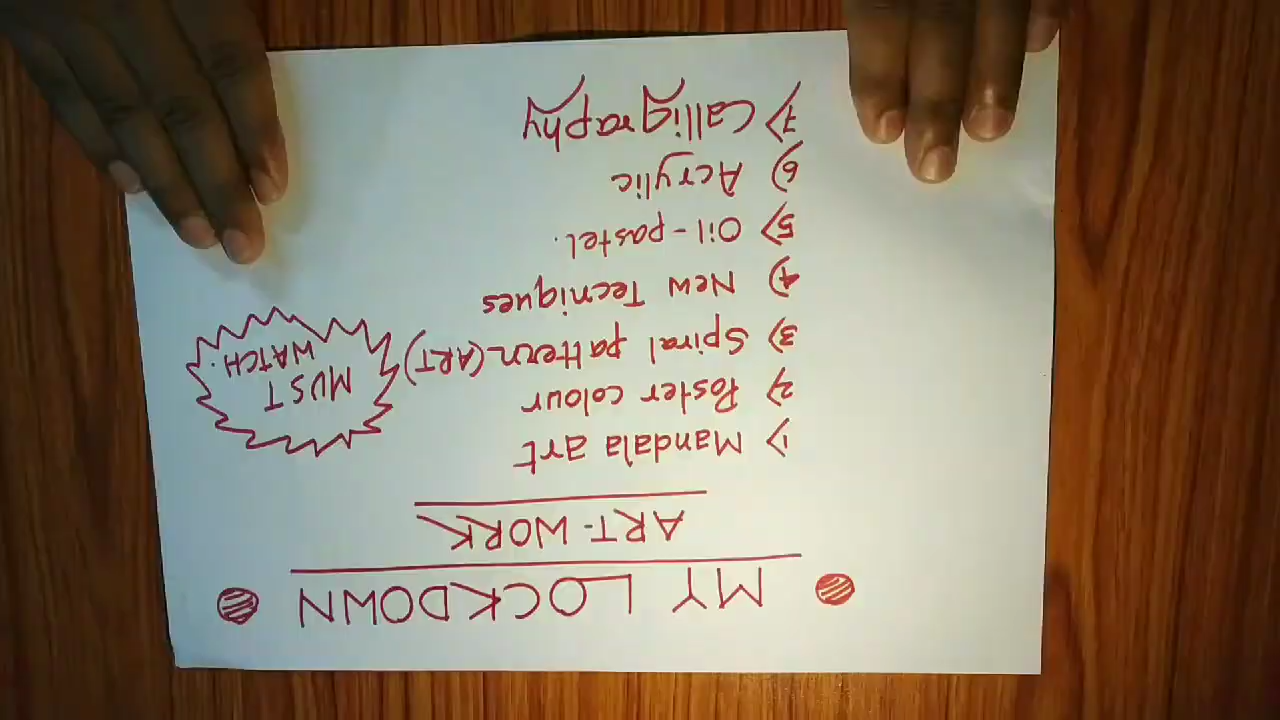 MY LOCKDOWN
ART-WORK
1) Mandala art
2) Poster colour
3) Spiral pattern (ART)
4) New Tecniques
5) Oil-pastel.
6) Acrylic
7) Calligraphy
MUST
WATCH.